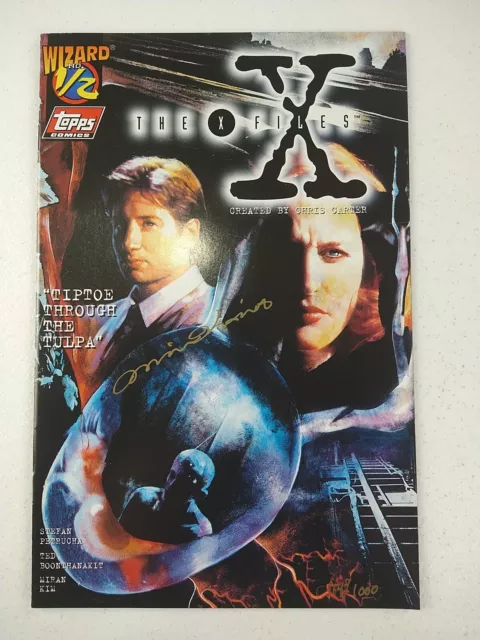 WIZARD®
NO.
1/2
topps
COMICS
X
THE X FILES
CREATED BY CHRIS CARTER
"TIPTOE
THROUGH
THE
TULPA"
STEFAN
PETRUCHA
TED
BOONTHANAKIT
MIRAN
KIM